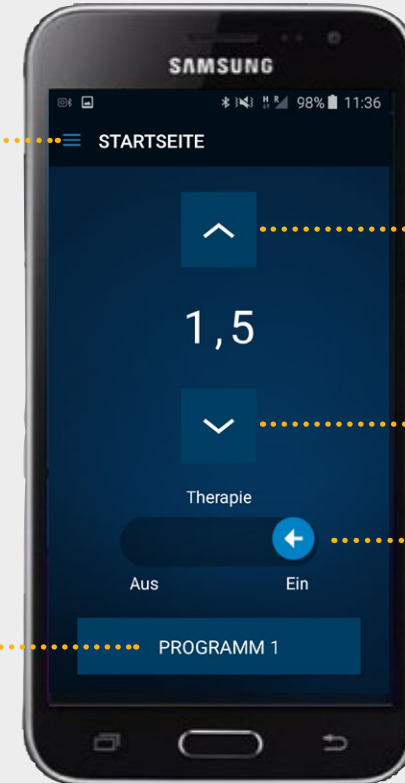 SAMSUNG
H R 98% 11:36
STARTSEITE
1,5
Therapie
Aus Ein
PROGRAMM 1